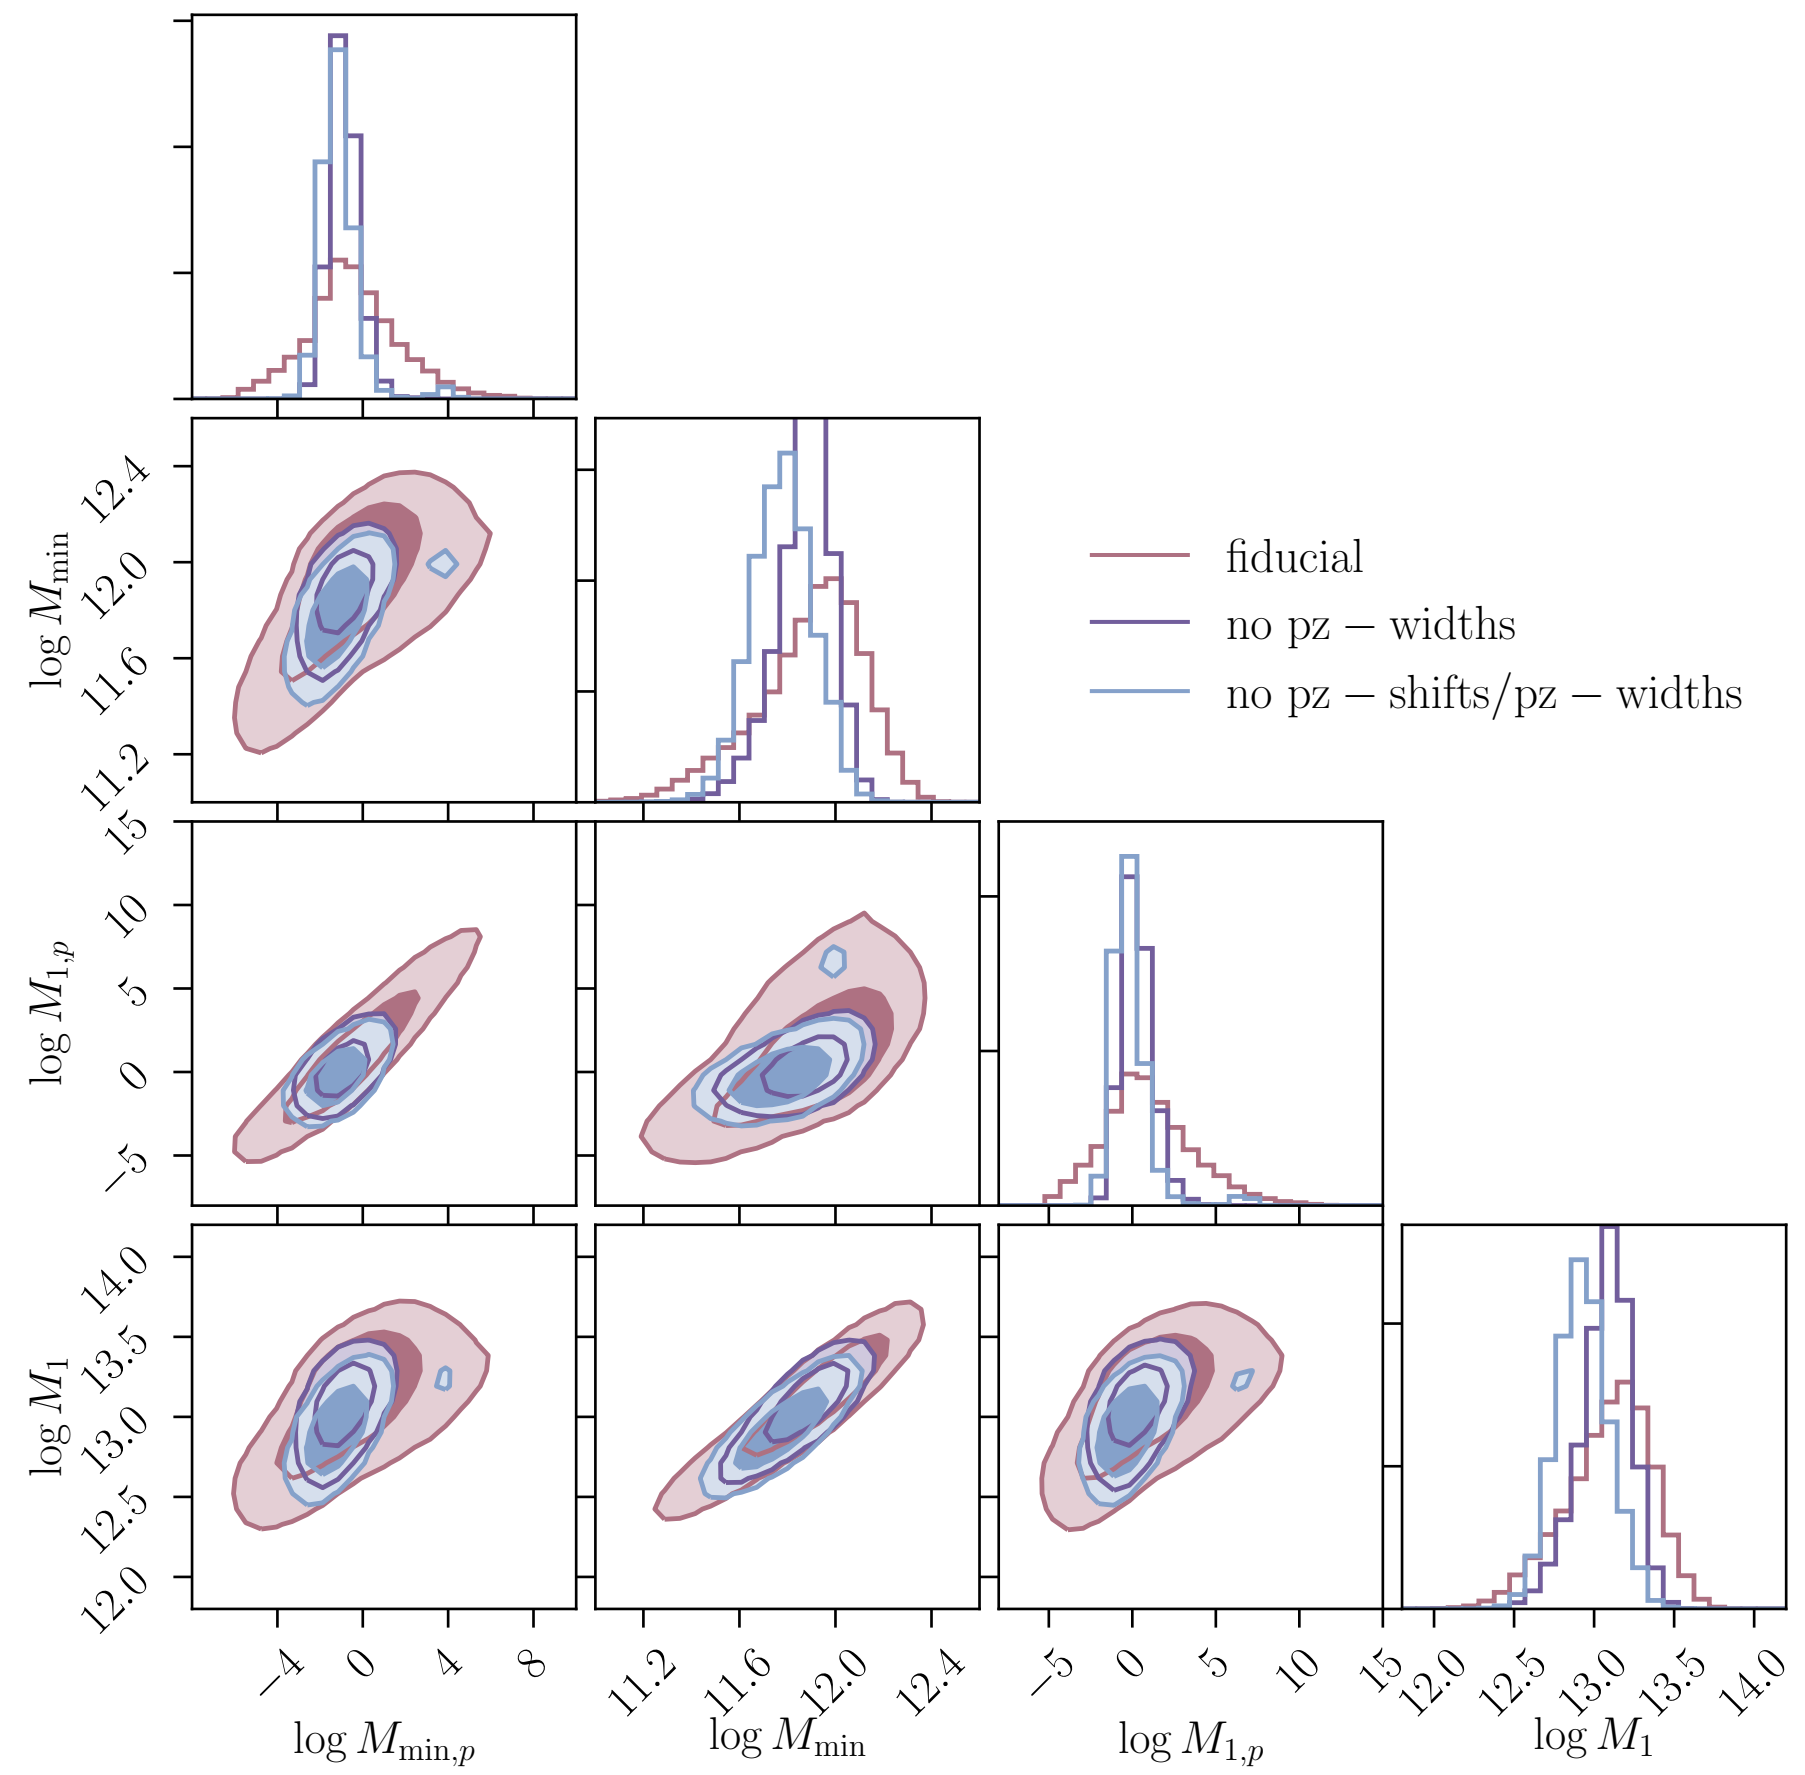 log M_min
12.4
12.0
11.6
11.2
fiducial
no pz − widths
no pz − shifts/pz − widths
log M_1,p
15
10
5
0
−5
log M_1
14.0
13.5
13.0
12.5
12.0
−4 0 4 8 11.2 11.6 12.0 12.4 −5 0 5 10 15 12.0 12.5 13.0 13.5 14.0
log M_min,p log M_min log M_1,p log M_1